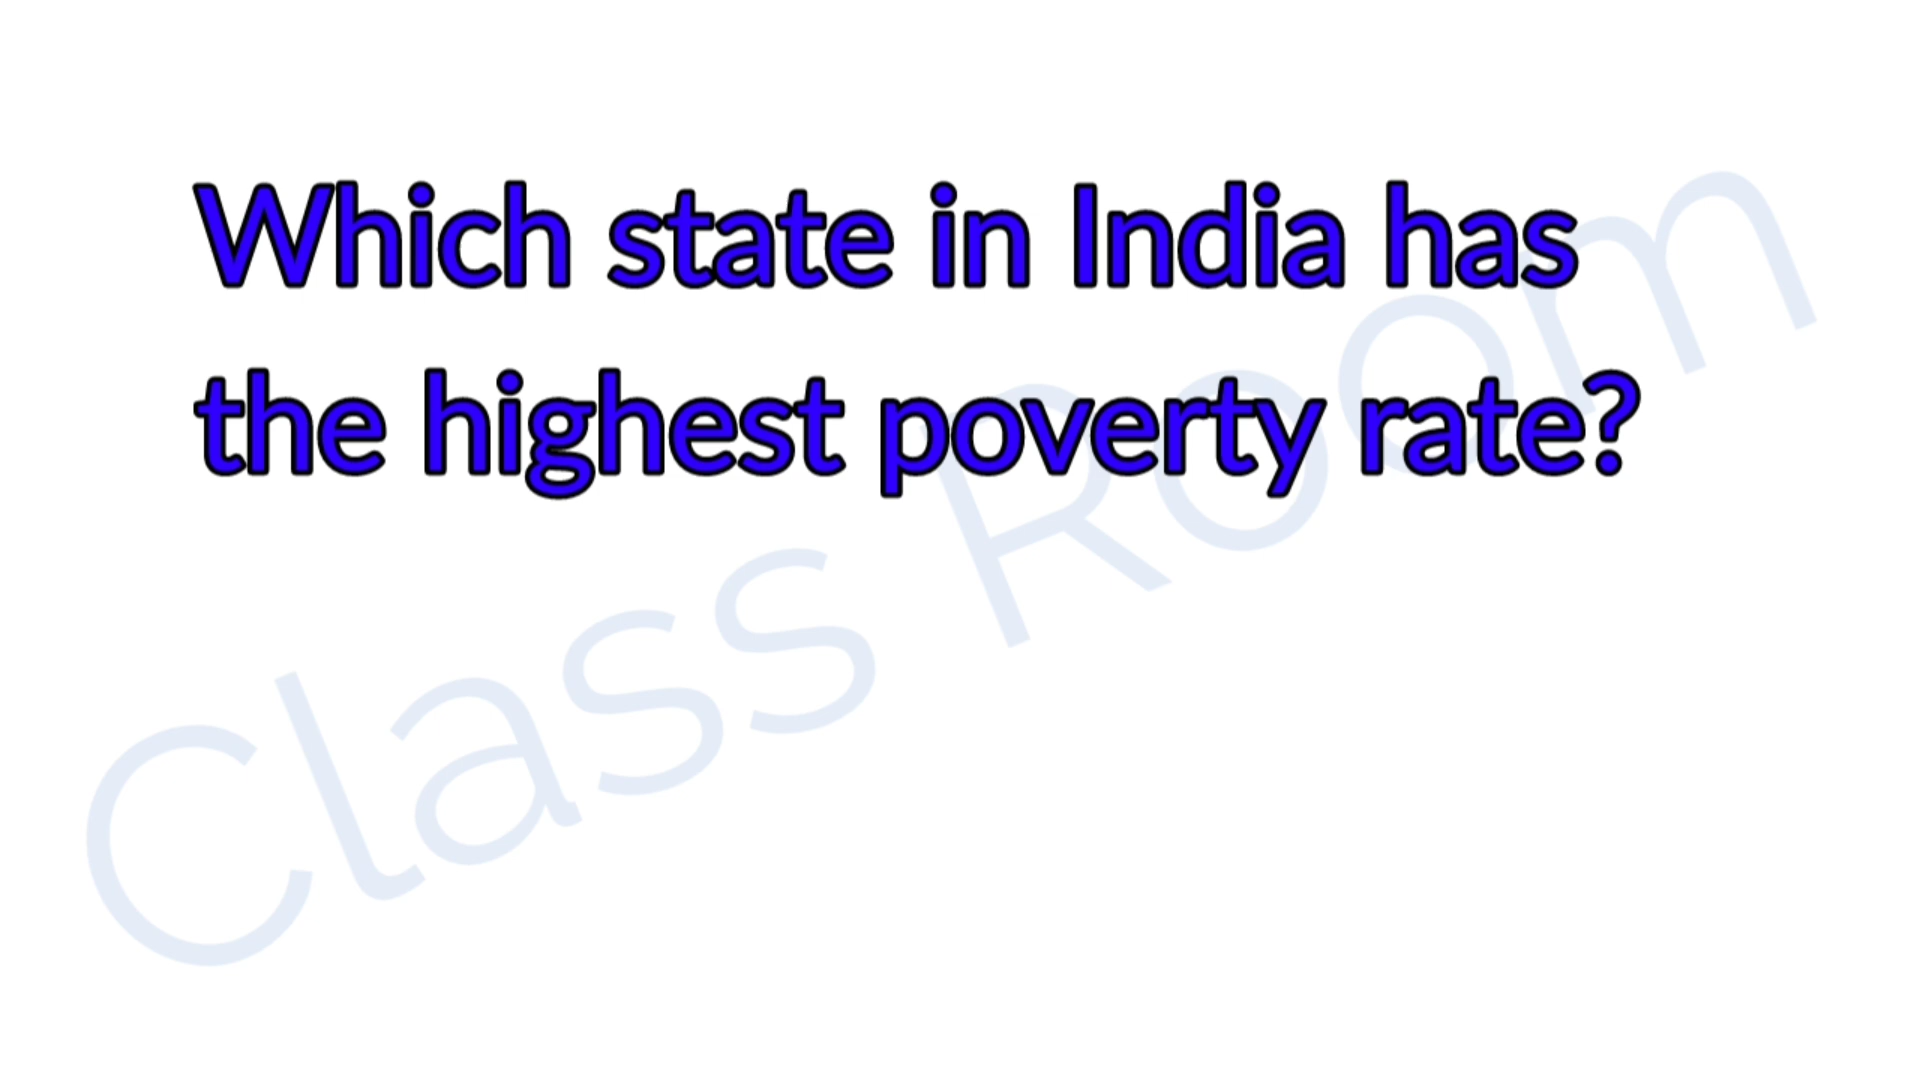 Which state in India has
the highest poverty rate?
Class Room